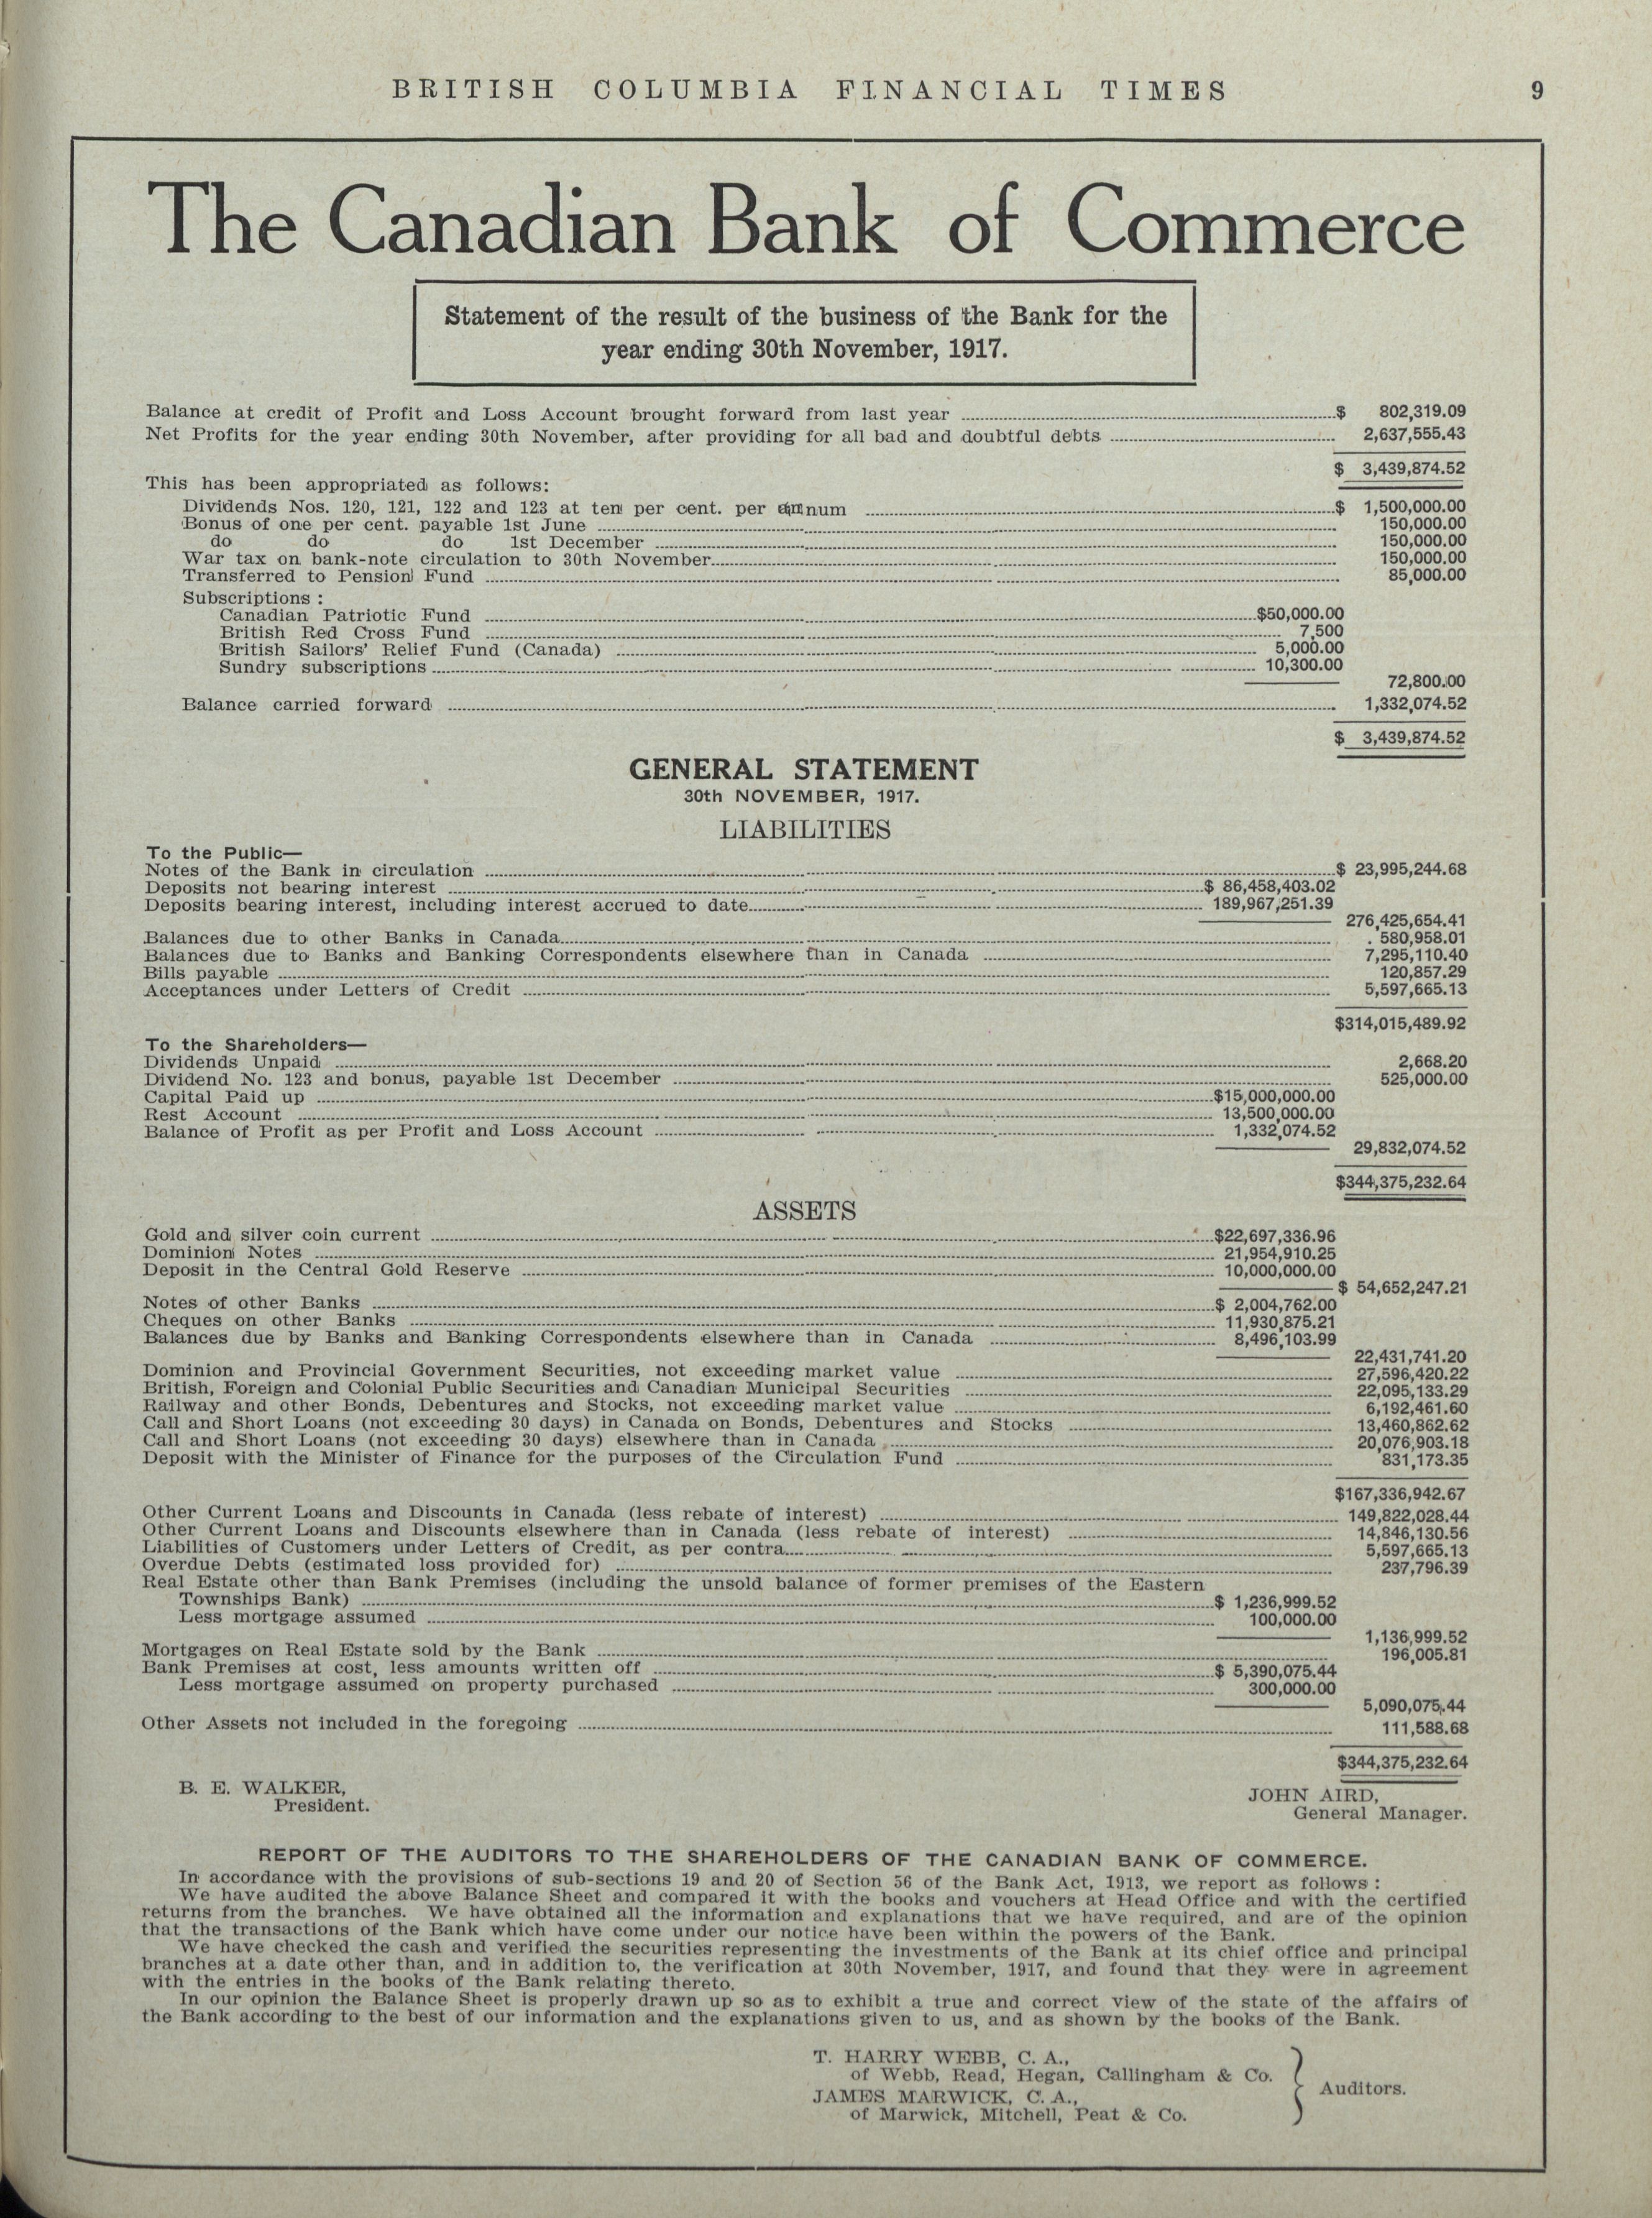 BRITISH COLUMBIA FINANCIAL TIMES 9
The Canadian Bank of Commerce
Statement of the result of the business of the Bank for the
year ending 30th November, 1917.
Balance at credit of Profit and Loss Account brought forward from last year $ 802,319.09
Net Profits for the year ending 30th November, after providing for all bad and doubtful debts 2,637,555.43
$ 3,439,874.52
This has been appropriated as follows:
Dividends Nos. 120, 121, 122 and 123 at ten per cent. per annum $ 1,500,000.00
Bonus of one per cent. payable 1st June 150,000.00
do do do 1st December 150,000.00
War tax on bank-note circulation to 30th November 150,000.00
Transferred to Pension Fund 85,000.00
Subscriptions :
Canadian Patriotic Fund $50,000.00
British Red Cross Fund 7,500
British Sailors' Relief Fund (Canada) 5,000.00
Sundry subscriptions 10,300.00
72,800.00
Balance carried forward 1,332,074.52
$ 3,439,874.52
GENERAL STATEMENT
30th NOVEMBER, 1917.
LIABILITIES
To the Public—
Notes of the Bank in circulation $ 23,995,244.68
Deposits not bearing interest $ 86,458,403.02
Deposits bearing interest, including interest accrued to date 189,967,251.39
276,425,654.41
Balances due to other Banks in Canada 580,958.01
Balances due to Banks and Banking Correspondents elsewhere than in Canada 7,295,110.40
Bills payable 120,857.29
Acceptances under Letters of Credit 5,597,665.13
$314,015,489.92
To the Shareholders—
Dividends Unpaid 2,668.20
Dividend No. 123 and bonus, payable 1st December 525,000.00
Capital Paid up $15,000,000.00
Rest Account 13,500,000.00
Balance of Profit as per Profit and Loss Account 1,332,074.52
29,832,074.52
$344,375,232.64
ASSETS
Gold and silver coin current $22,697,336.96
Dominion Notes 21,954,910.25
Deposit in the Central Gold Reserve 10,000,000.00
$ 54,652,247.21
Notes of other Banks $ 2,004,762.00
Cheques on other Banks 11,930,875.21
Balances due by Banks and Banking Correspondents elsewhere than in Canada 8,496,103.99
22,431,741.20
Dominion and Provincial Government Securities, not exceeding market value 27,596,420.22
British, Foreign and Colonial Public Securities and Canadian Municipal Securities 22,095,133.29
Railway and other Bonds, Debentures and Stocks, not exceeding market value 6,192,461.60
Call and Short Loans (not exceeding 30 days) in Canada on Bonds, Debentures and Stocks 13,460,862.62
Call and Short Loans (not exceeding 30 days) elsewhere than in Canada 20,076,903.18
Deposit with the Minister of Finance for the purposes of the Circulation Fund 831,173.35
$167,336,942.67
Other Current Loans and Discounts in Canada (less rebate of interest) 149,822,028.44
Other Current Loans and Discounts elsewhere than in Canada (less rebate of interest) 14,846,130.56
Liabilities of Customers under Letters of Credit, as per contra 5,597,665.13
Overdue Debts (estimated loss provided for) 237,796.39
Real Estate other than Bank Premises (including the unsold balance of former premises of the Eastern
Townships Bank) $ 1,236,999.52
Less mortgage assumed 100,000.00
1,136,999.52
Mortgages on Real Estate sold by the Bank 196,005.81
Bank Premises at cost, less amounts written off $ 5,390,075.44
Less mortgage assumed on property purchased 300,000.00
5,090,075.44
Other Assets not included in the foregoing 111,588.68
$344,375,232.64
B. E. WALKER,
President.
JOHN AIRD,
General Manager.
REPORT OF THE AUDITORS TO THE SHAREHOLDERS OF THE CANADIAN BANK OF COMMERCE.
In accordance with the provisions of sub-sections 19 and 20 of Section 56 of the Bank Act, 1913, we report as follows :
We have audited the above Balance Sheet and compared it with the books and vouchers at Head Office and with the certified
returns from the branches. We have obtained all the information and explanations that we have required, and are of the opinion
that the transactions of the Bank which have come under our notice have been within the powers of the Bank.
We have checked the cash and verified the securities representing the investments of the Bank at its chief office and principal
branches at a date other than, and in addition to, the verification at 30th November, 1917, and found that they were in agreement
with the entries in the books of the Bank relating thereto.
In our opinion the Balance Sheet is properly drawn up so as to exhibit a true and correct view of the state of the affairs of
the Bank according to the best of our information and the explanations given to us, and as shown by the books of the Bank.
T. HARRY WEBB, C. A.,
of Webb, Read, Hegan, Callingham & Co.
JAMES MARWICK, C. A.,
of Marwick, Mitchell, Peat & Co.
Auditors.